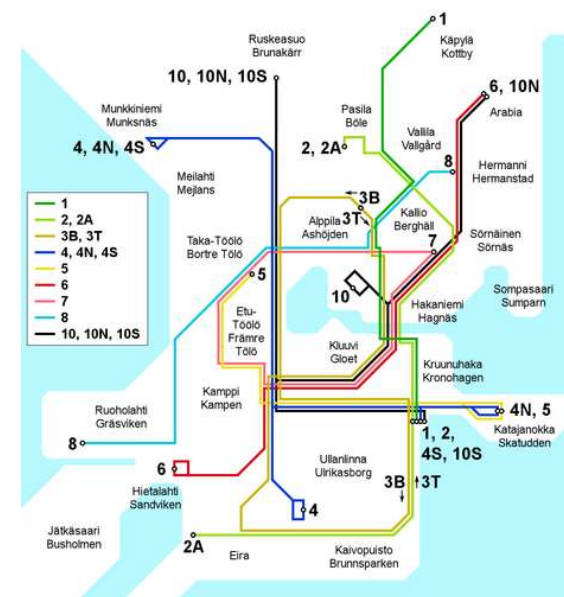 1
Käpylä
Kottby
Ruskeasuo
Brunakärr
10, 10N, 10S
6, 10N
Arabia
Munkkiniemi
Munksnäs
4, 4N, 4S
Pasila
Böle
2, 2A
Vallila
Vallgård
8
Hermanni
Hermanstad
Meilahti
Mejlans
3B
3T
Alppila
Ashöjden
Kallio
Berghäll
7
Sörnäinen
Sörnäs
1
2, 2A
3B, 3T
4, 4N, 4S
5
6
7
8
10, 10N, 10S
Taka-Töölö
Bortre Tölö
5
10
Sompasaari
Sumparn
Hakaniemi
Hagnäs
Etu-
Töölö
Främre
Tölö
Kluuvi
Gloet
Kruunuhaka
Kronohagen
Kamppi
Kampen
4N, 5
Katajanokka
Skatudden
Ruoholahti
Gräsviken
8
1, 2,
4S, 10S
6
Hietalahti
Sandviken
Ullanlinna
Ulrikasborg
3B
3T
4
Jätkäsaari
Busholmen
2A
Eira
Kaivopuisto
Brunnsparken